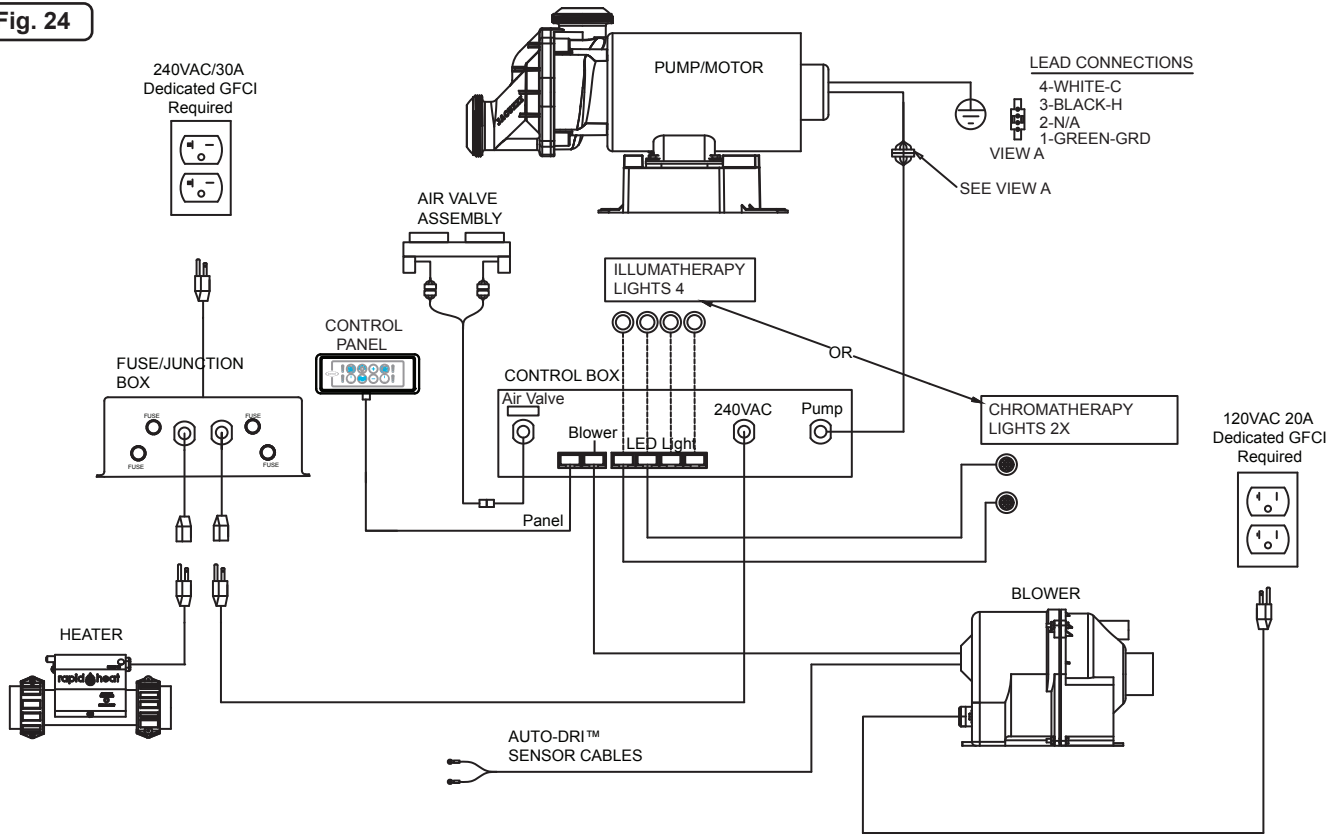 Fig. 24
240VAC/30A
Dedicated GFCI
Required
PUMP/MOTOR
JACUZZI
LEAD CONNECTIONS
4-WHITE-C
3-BLACK-H
2-N/A
1-GREEN-GRD
VIEW A
SEE VIEW A
AIR VALVE
ASSEMBLY
ILLUMATHERAPY
LIGHTS 4
CONTROL
PANEL
OR
FUSE/JUNCTION
BOX
FUSE
FUSE
FUSE
FUSE
CONTROL BOX
Air Valve
Blower
LED Light
240VAC
Pump
Panel
CHROMATHERAPY
LIGHTS 2X
120VAC 20A
Dedicated GFCI
Required
HEATER
rapid heat
BLOWER
AUTO-DRI™
SENSOR CABLES